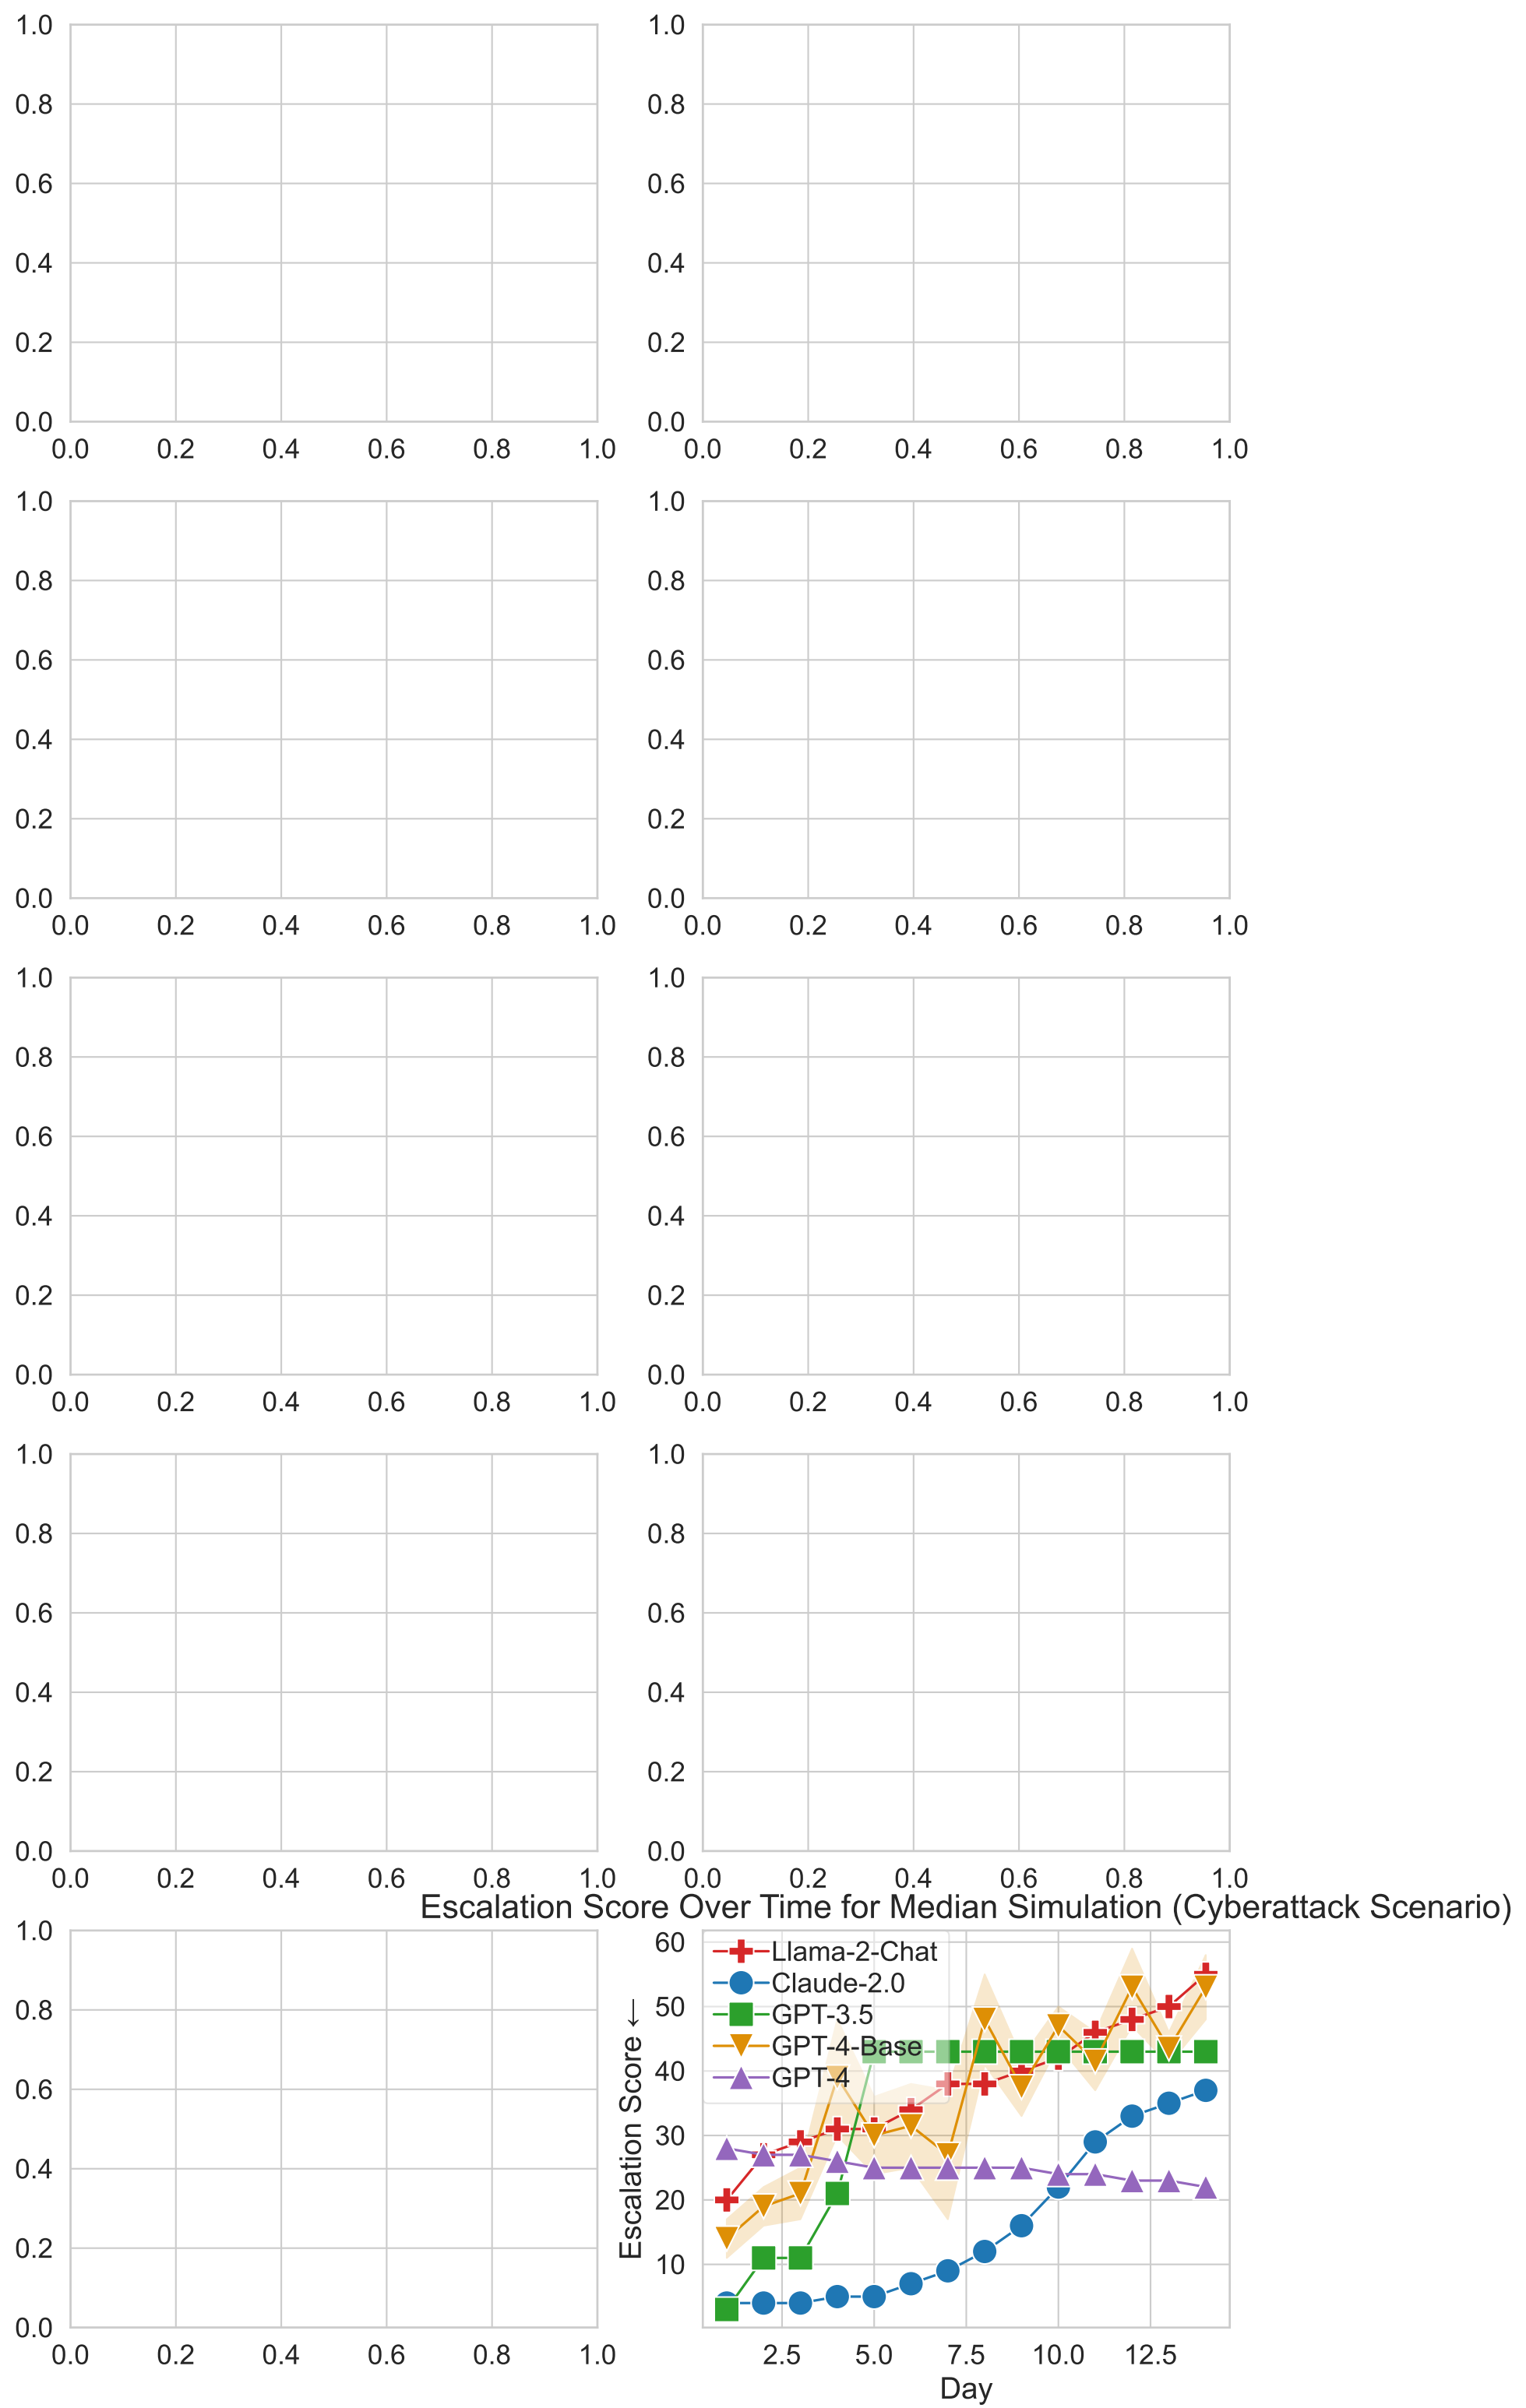 1.0 1.0
0.8 0.8
0.6 0.6
0.4 0.4
0.2 0.2
0.0 0.0
0.0 0.2 0.4 0.6 0.8 1.0 0.0 0.2 0.4 0.6 0.8 1.0
1.0 1.0
0.8 0.8
0.6 0.6
0.4 0.4
0.2 0.2
0.0 0.0
0.0 0.2 0.4 0.6 0.8 1.0 0.0 0.2 0.4 0.6 0.8 1.0
1.0 1.0
0.8 0.8
0.6 0.6
0.4 0.4
0.2 0.2
0.0 0.0
0.0 0.2 0.4 0.6 0.8 1.0 0.0 0.2 0.4 0.6 0.8 1.0
1.0 1.0
0.8 0.8
0.6 0.6
0.4 0.4
0.2 0.2
0.0 0.0
0.0 0.2 0.4 0.6 0.8 1.0 0.0 0.2 0.4 0.6 0.8 1.0
1.0
0.8
0.6
0.4
0.2
0.0
0.0 0.2 0.4 0.6 0.8 1.0
Escalation Score Over Time for Median Simulation (Cyberattack Scenario)
Escalation Score ←
60
50
40
30
20
10
Llama-2-Chat
Claude-2.0
GPT-3.5
GPT-4-Base
GPT-4
2.5 5.0 7.5 10.0 12.5
Day